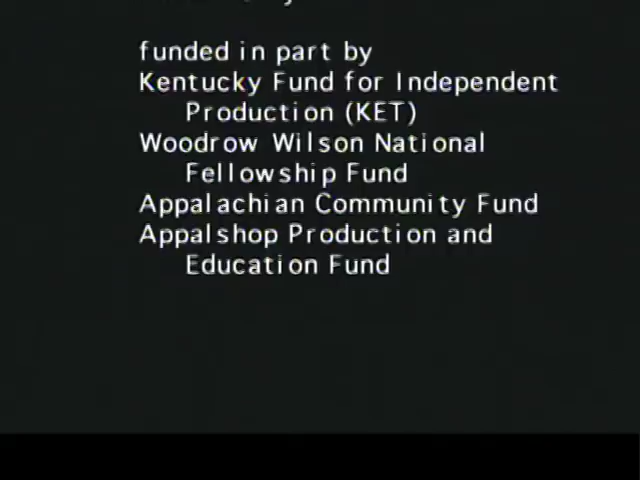 funded in part by
Kentucky Fund for Independent
Production (KET)
Woodrow Wilson National
Fellowship Fund
Appalachian Community Fund
Appalshop Production and
Education Fund